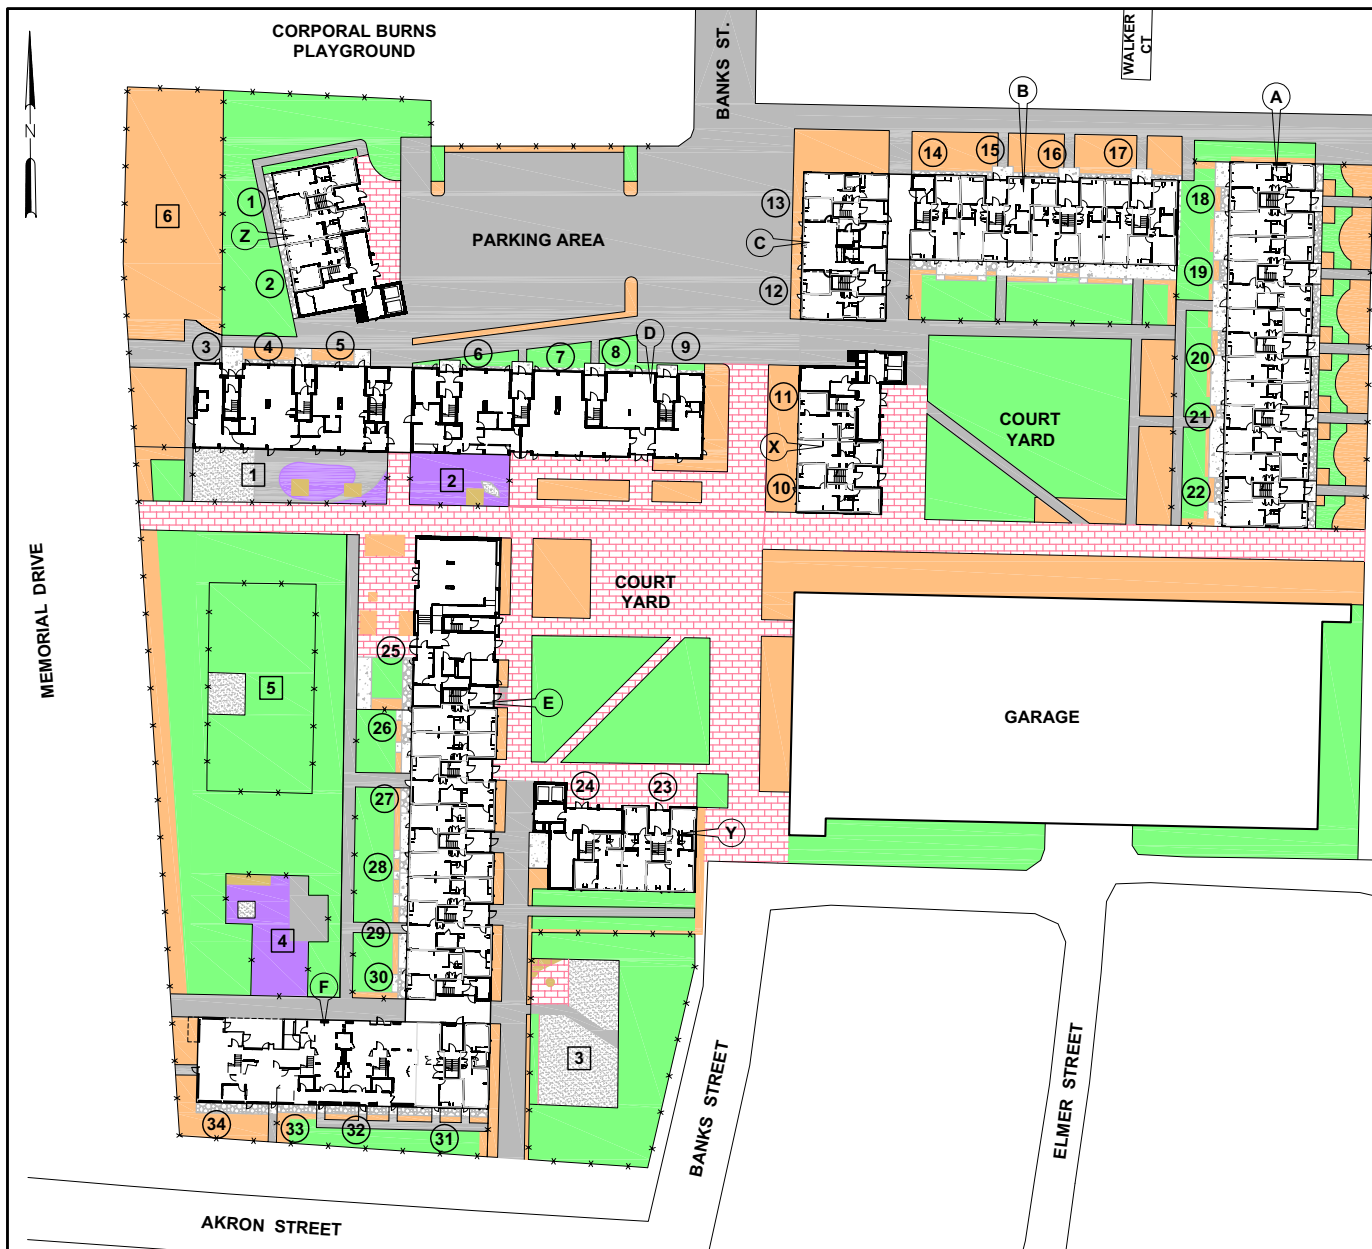 CORPORAL BURNS
PLAYGROUND
BANKS ST.
WALKER
CT
N
A
B
14
15
16
17
6
1
Z
2
PARKING AREA
13
C
12
18
19
20
21
22
3
4
5
6
7
8
D
9
11
X
10
COURT
YARD
1
2
MEMORIAL DRIVE
COURT
YARD
5
25
E
26
27
28
29
30
24
23
Y
GARAGE
4
F
3
34
33
32
31
BANKS STREET
ELMER STREET
AKRON STREET